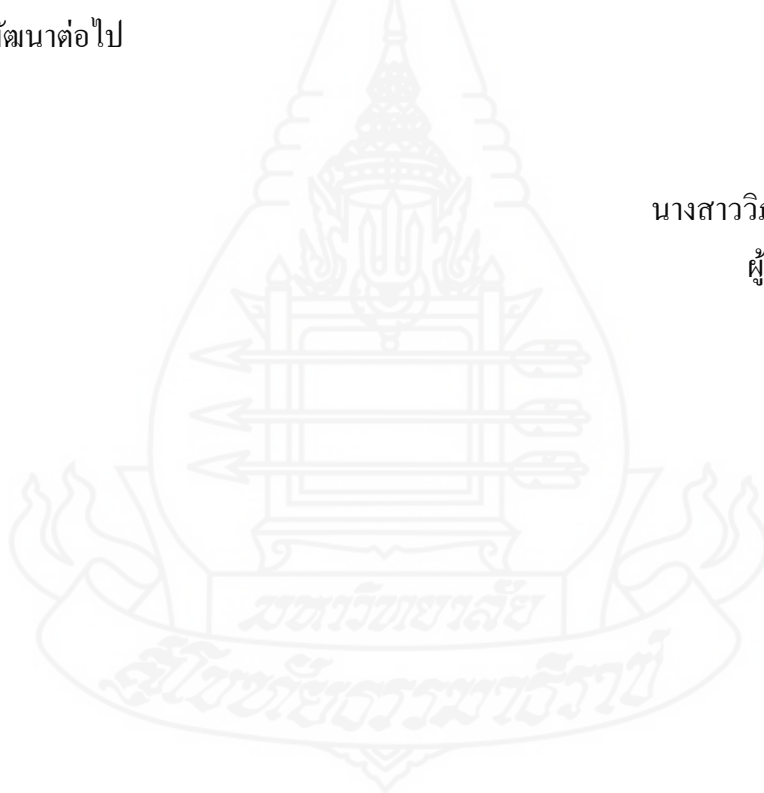 พัฒนาต่อไป
นางสาววิ
ผู้
มหาวิทยาลัย
สุโขทัยธรรมาธิราช